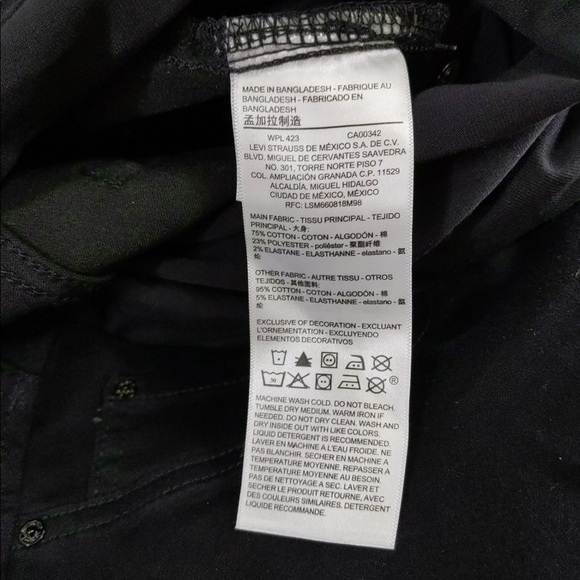 MADE IN BANGLADESH - FABRIQUE AU
BANGLADESH - FABRICADO EN
BANGLADESH
孟加拉制造
WPL 423 CA00342
LEVI STRAUSS DE MÉXICO S.A. DE C.V.
BLVD. MIGUEL DE CERVANTES SAAVEDRA
NO. 301, TORRE NORTE PISO 7
COL. AMPLIACIÓN GRANADA C.P. 11529
ALCALDÍA. MIGUEL HIDALGO
CIUDAD DE MÉXICO, MÉXICO
RFC: LSM660818M98
MAIN FABRIC - TISSU PRINCIPAL - TEJIDO
PRINCIPAL - 大身:
75% COTTON - COTON - ALGODÓN - 棉
23% POLYESTER - poliéster - 聚酯纤维
2% ELASTANE - ÉLASTHANNE - elastano - 氨
纶
OTHER FABRIC - AUTRE TISSU - OTROS
TEJIDOS - 其他面料:
95% COTTON - COTON - ALGODÓN - 棉
5% ELASTANE - ÉLASTHANNE - elastano - 氨
纶
EXCLUSIVE OF DECORATION - EXCLUANT
L'ORNEMENTATION - EXCLUYENDO
ELEMENTOS DECORATIVOS
30 ®
MACHINE WASH COLD. DO NOT BLEACH.
TUMBLE DRY MEDIUM. WARM IRON IF
NEEDED. DO NOT DRY CLEAN. WASH AND
DRY INSIDE OUT WITH LIKE COLORS.
LIQUID DETERGENT IS RECOMMENDED.
LAVER EN MACHINE À L'EAU FROIDE. NE
PAS BLANCHIR. SÉCHER EN MACHINE À
TEMPÉRATURE MOYENNE. REPASSER À
TEMPÉRATURE MOYENNE AU BESOIN.
PAS DE NETTOYAGE À SEC. LAVER ET
SÉCHER LE PRODUIT RETOURNÉ, AVEC
DES COULEURS SIMILAIRES. DÉTERGENT
LIQUIDE RECOMMANDÉ.